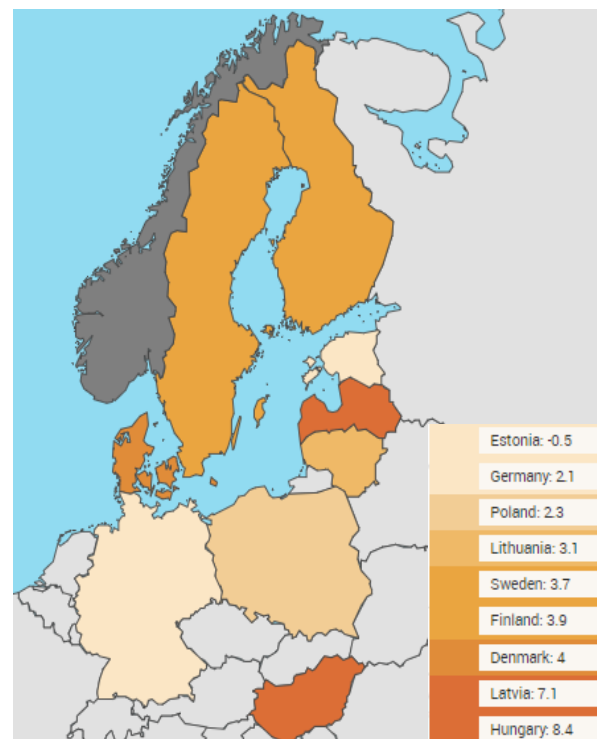 Estonia: -0.5
Germany: 2.1
Poland: 2.3
Lithuania: 3.1
Sweden: 3.7
Finland: 3.9
Denmark: 4
Latvia: 7.1
Hungary: 8.4